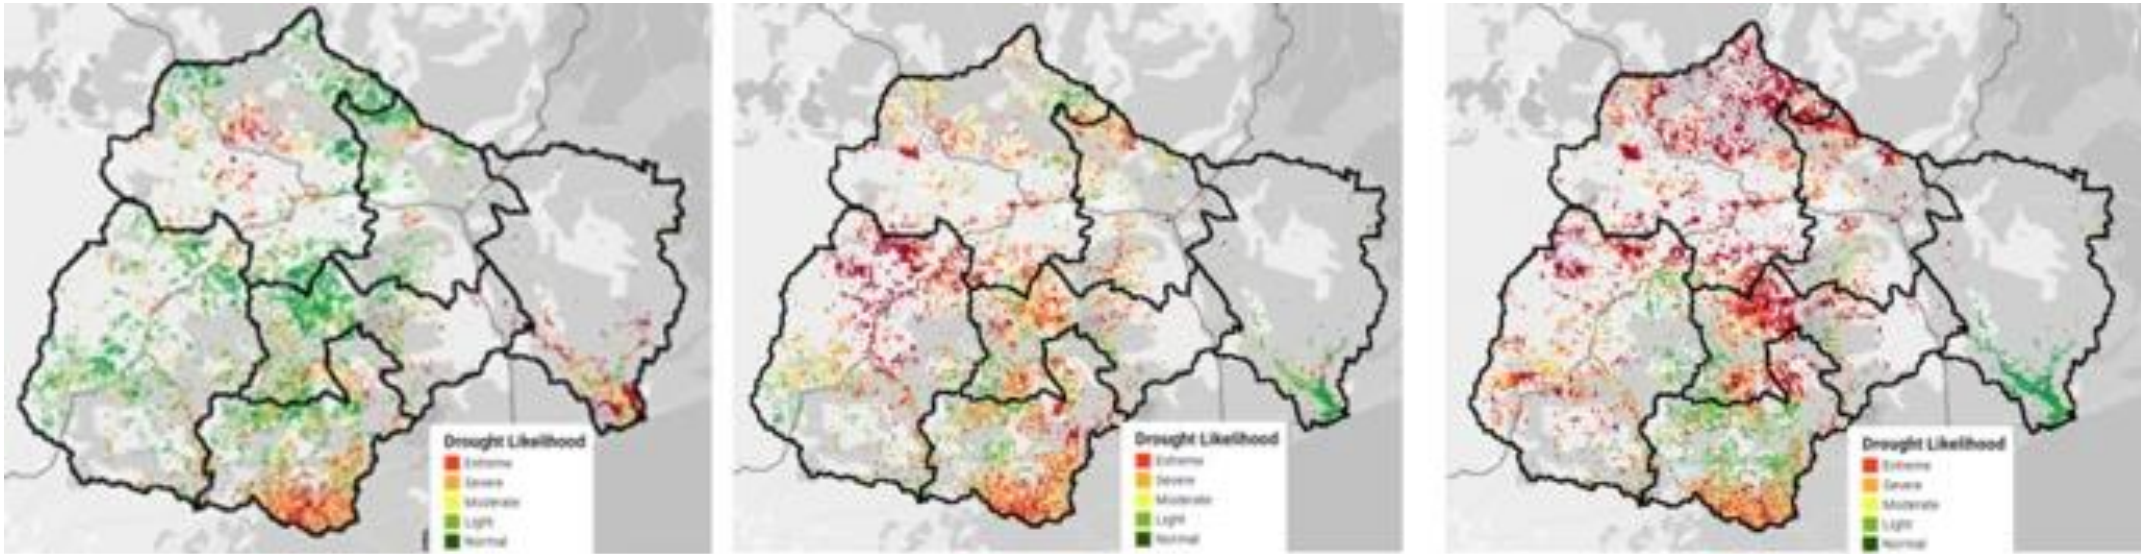 Drought Likelihood
Extreme
Severe
Moderate
Light
Normal
Drought Likelihood
Extreme
Severe
Moderate
Light
Normal
Drought Likelihood
Extreme
Severe
Moderate
Light
Normal